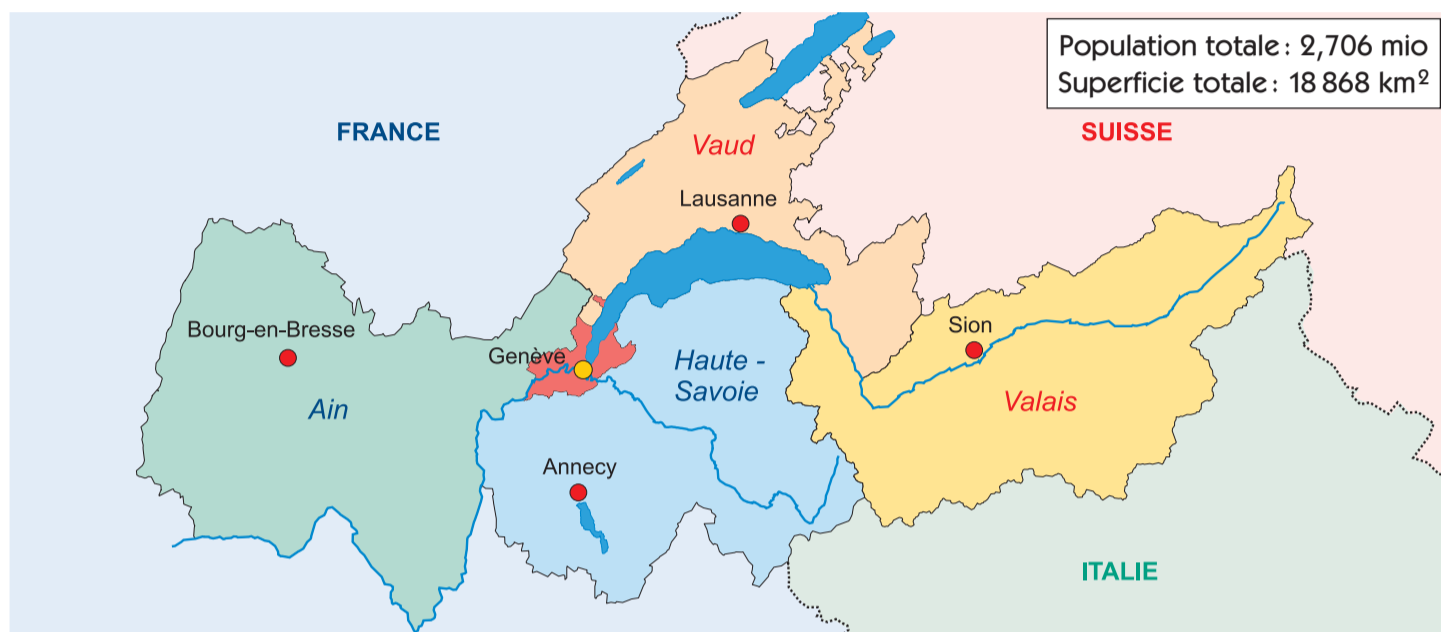 Population totale : 2,706 mio
Superficie totale : 18 868 km²
FRANCE
SUISSE
Vaud
Lausanne
Bourg-en-Bresse
Sion
Genève
Haute -
Savoie
Ain
Valais
Annecy
ITALIE